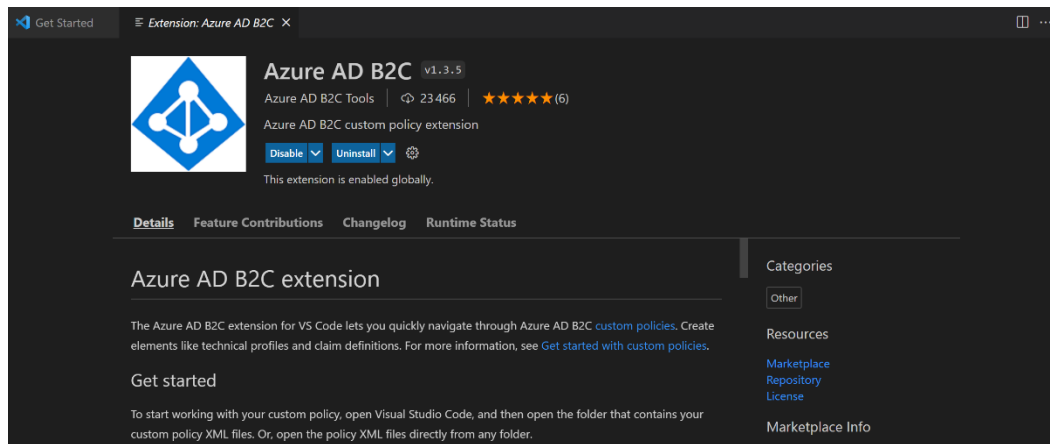 Get Started
Extension: Azure AD B2C
Azure AD B2C v1.3.5
Azure AD B2C Tools 23 466 (6)
Azure AD B2C custom policy extension
Disable Uninstall
This extension is enabled globally.
Details Feature Contributions Changelog Runtime Status
Azure AD B2C extension
The Azure AD B2C extension for VS Code lets you quickly navigate through Azure AD B2C custom policies. Create
elements like technical profiles and claim definitions. For more information, see Get started with custom policies.
Get started
To start working with your custom policy, open Visual Studio Code, and then open the folder that contains your
custom policy XML files. Or, open the policy XML files directly from any folder.
Categories
Other
Resources
Marketplace
Repository
License
Marketplace Info